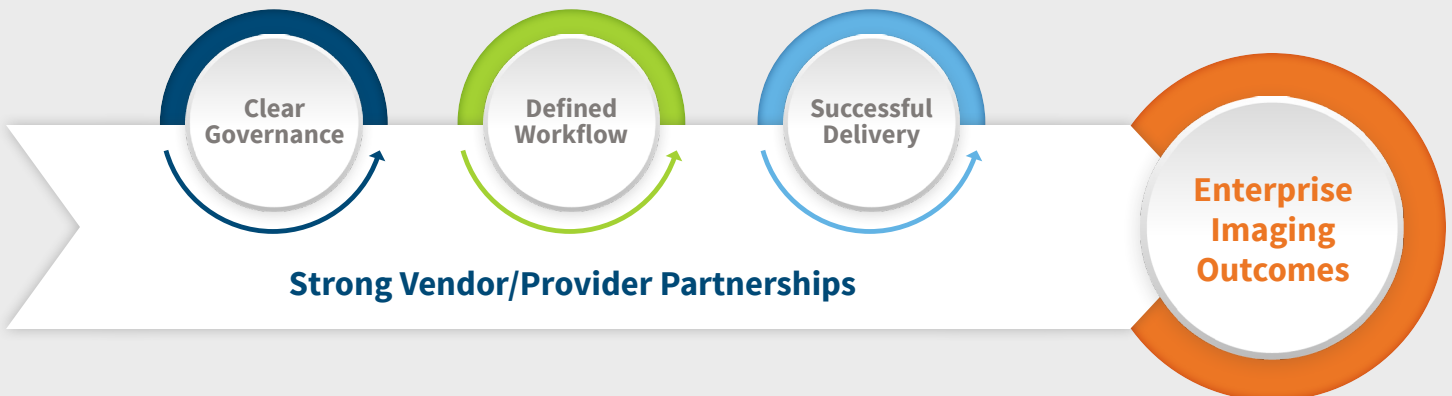 Clear
Governance
Defined
Workflow
Successful
Delivery
Enterprise
Imaging
Outcomes
Strong Vendor/Provider Partnerships